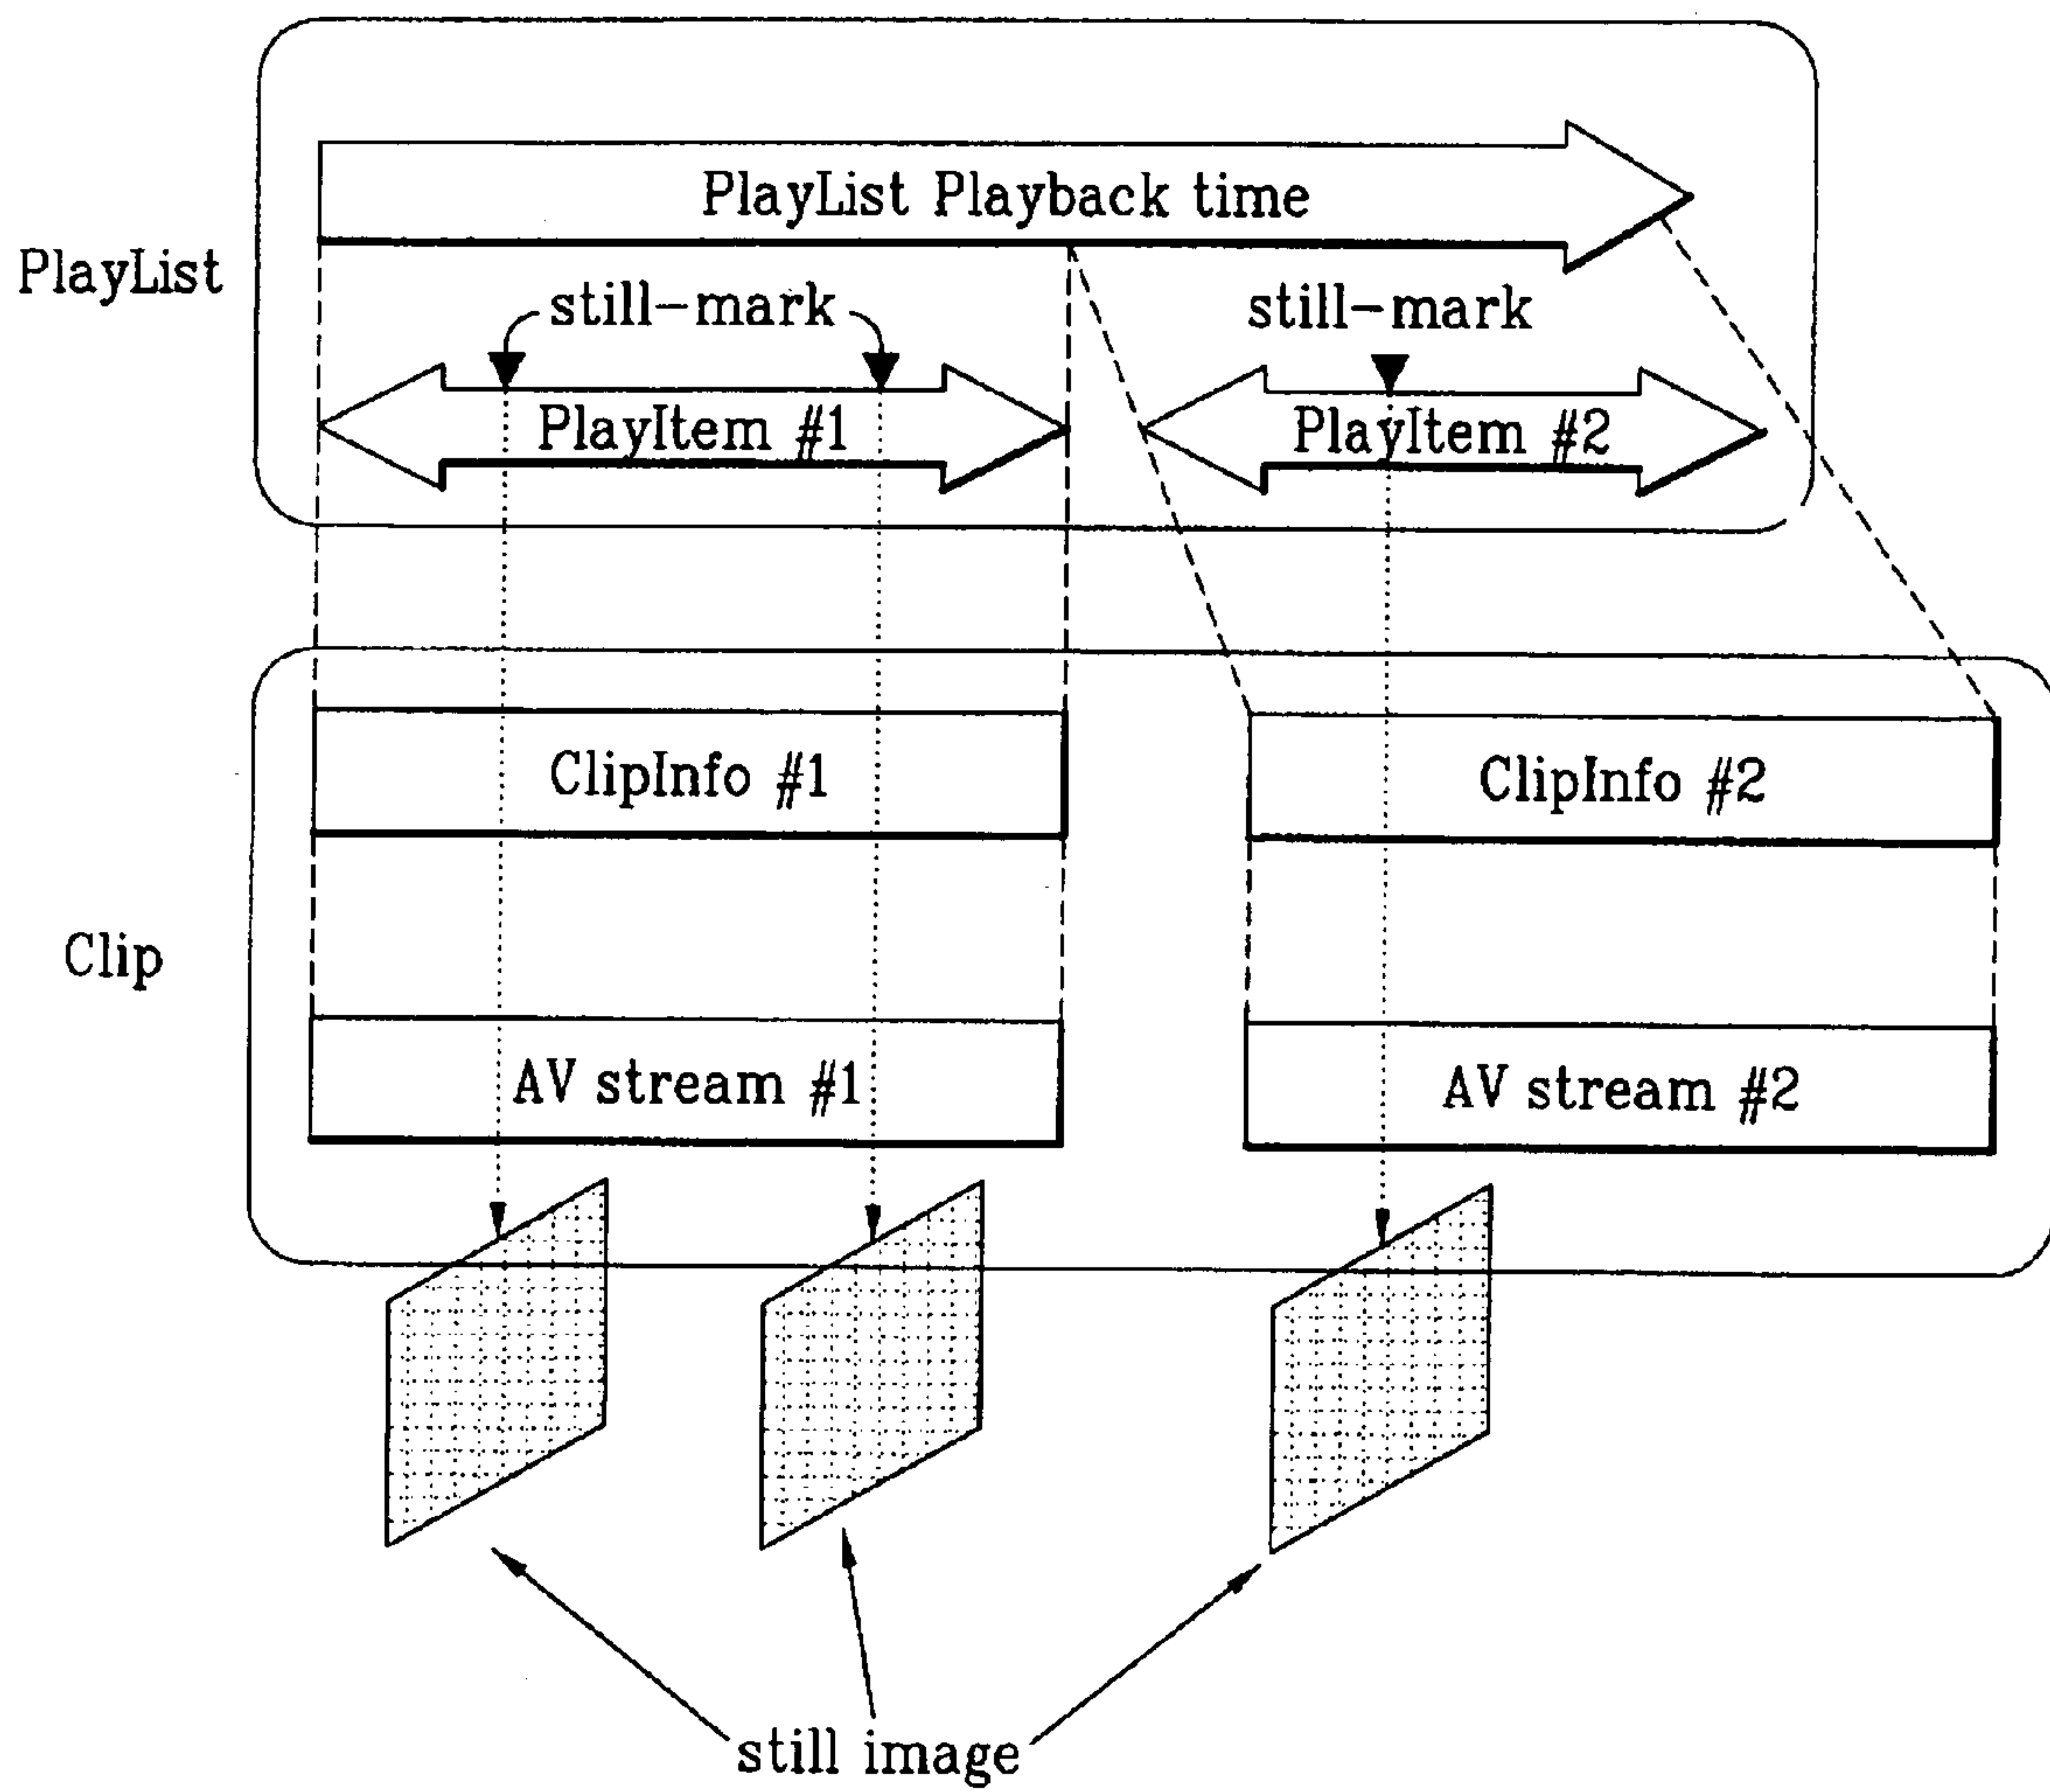 PlayList Playback time
PlayList
still-mark
still-mark
PlayItem #1
PlayItem #2
ClipInfo #1
ClipInfo #2
Clip
AV stream #1
AV stream #2
still image